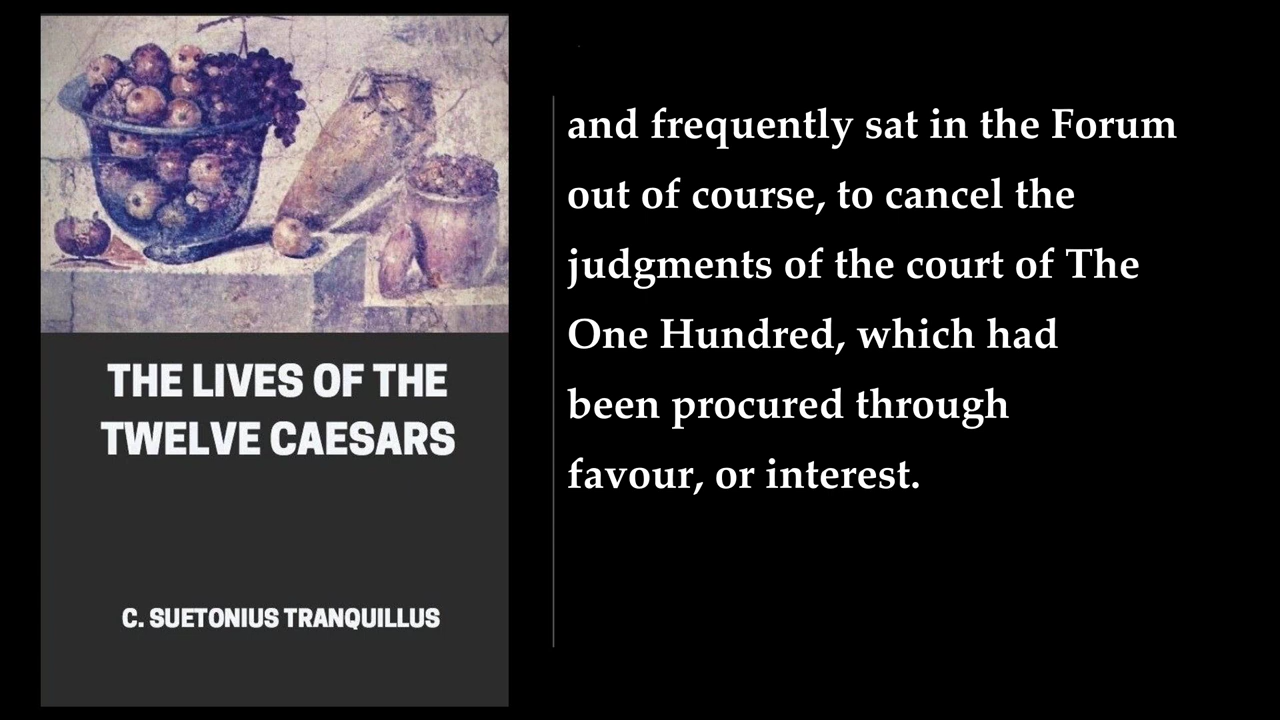 THE LIVES OF THE
TWELVE CAESARS
C. SUETONIUS TRANQUILLUS
and frequently sat in the Forum
out of course, to cancel the
judgments of the court of The
One Hundred, which had
been procured through
favour, or interest.